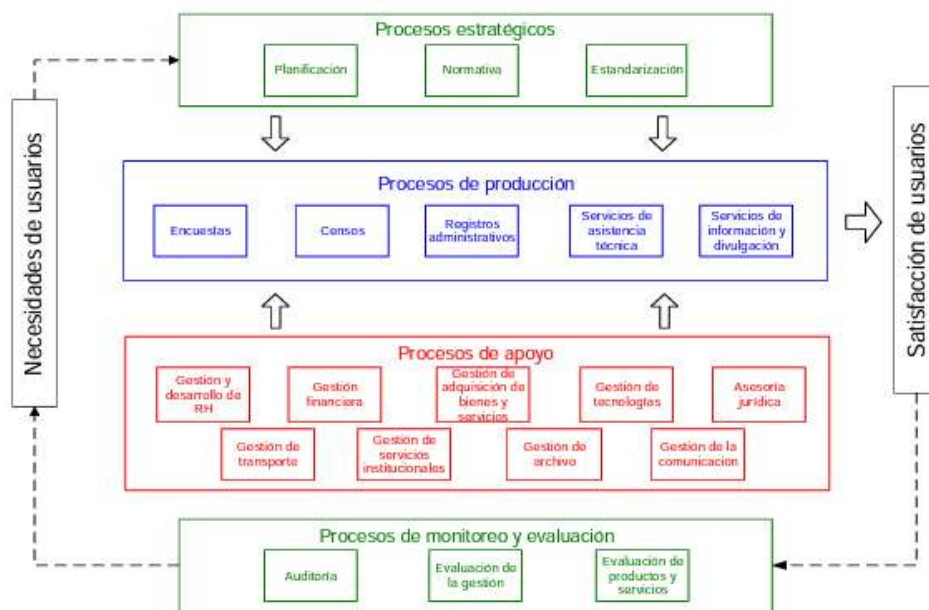 Procesos estratégicos
Planificación
Normativa
Estandarización
Necesidades de usuarios
Satisfacción de usuarios
Procesos de producción
Encuestas
Censos
Registros
administrativos
Servicios de
asistencia
técnica
Servicios de
información y
divulgación
Procesos de apoyo
Gestión y
desarrollo de
RH
Gestión
financiera
Gestión de
adquisición de
bienes y
servicios
Gestión de
tecnologías
Asesoría
jurídica
Gestión de
transporte
Gestión de
servicios
institucionales
Gestión de
archivo
Gestión de la
comunicación
Procesos de monitoreo y evaluación
Auditoría
Evaluación de
la gestión
Evaluación de
productos y
servicios